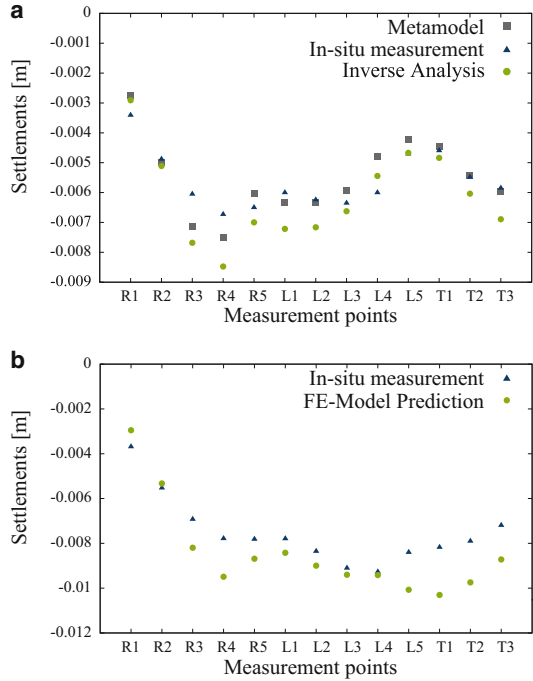 a
0
-0.001
-0.002
-0.003
-0.004
-0.005
-0.006
-0.007
-0.008
-0.009
Settlements [m]
Metamodel
In-situ measurement
Inverse Analysis
R1 R2 R3 R4 R5 L1 L2 L3 L4 L5 T1 T2 T3
Measurement points
b
0
-0.002
-0.004
-0.006
-0.008
-0.01
-0.012
Settlements [m]
In-situ measurement
FE-Model Prediction
R1 R2 R3 R4 R5 L1 L2 L3 L4 L5 T1 T2 T3
Measurement points